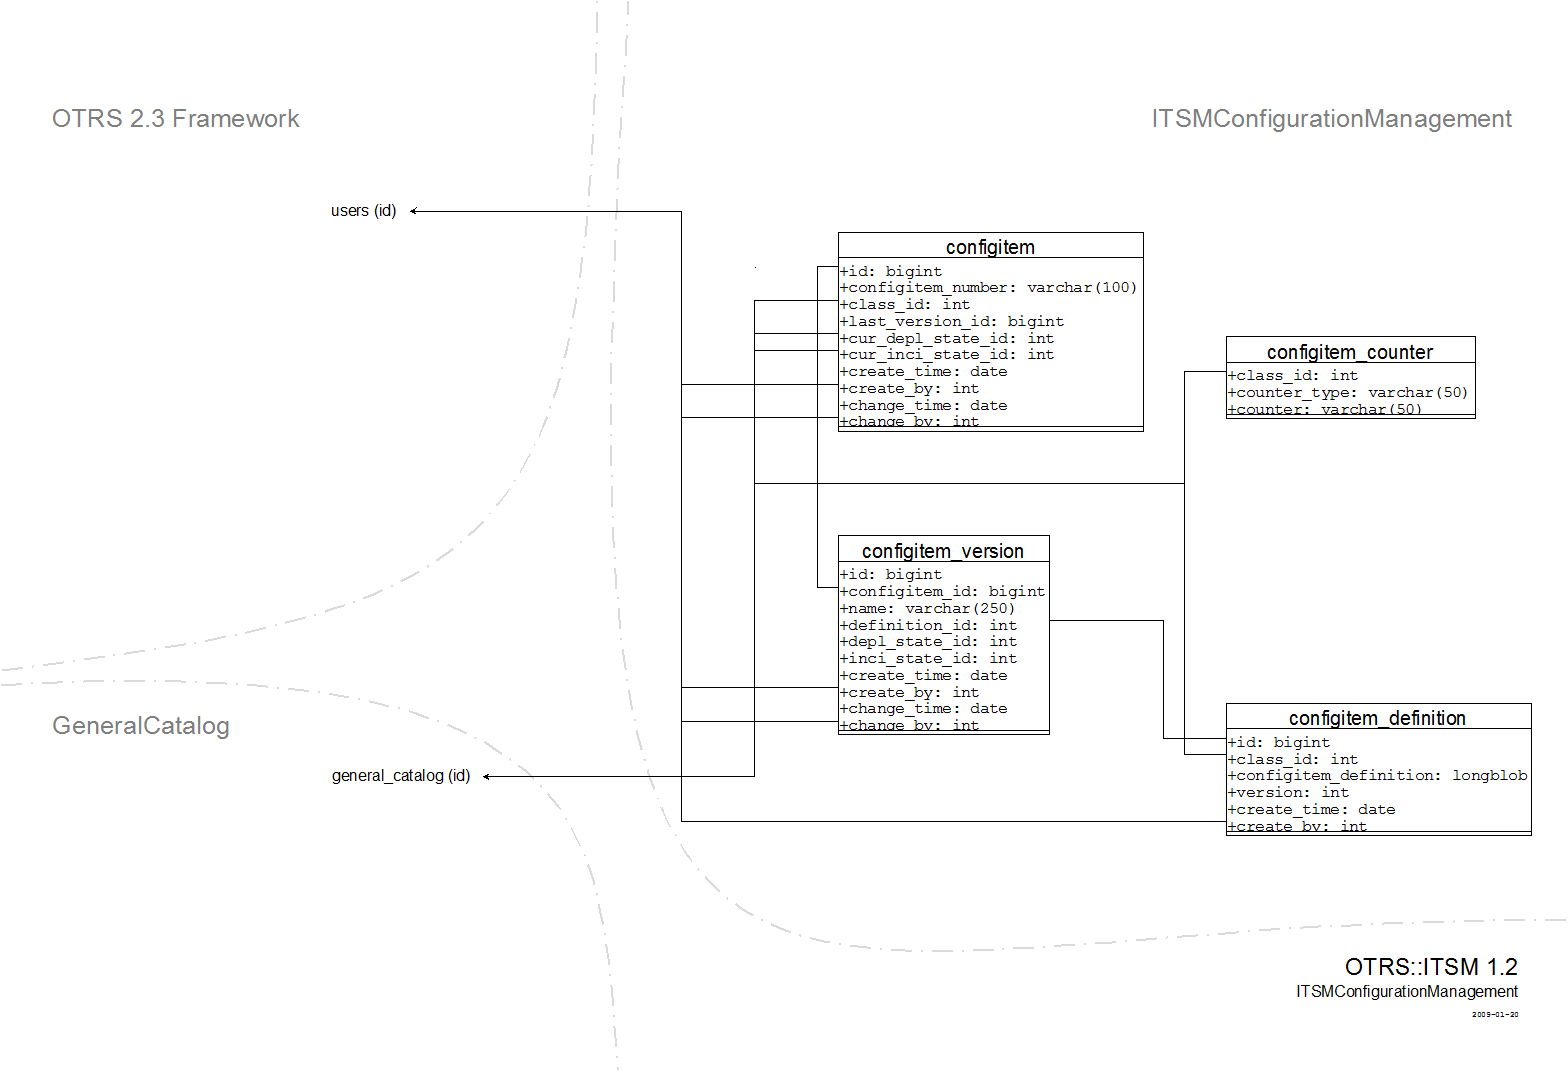 OTRS 2.3 Framework
ITSMConfigurationManagement
users (id)
configitem
+id: bigint
+configitem_number: varchar(100)
+class_id: int
+last_version_id: bigint
+cur_depl_state_id: int
+cur_inci_state_id: int
+create_time: date
+create_by: int
+change_time: date
+change_by: int
configitem_counter
+class_id: int
+counter_type: varchar(50)
+counter: varchar(50)
configitem_version
+id: bigint
+configitem_id: bigint
+name: varchar(250)
+definition_id: int
+depl_state_id: int
+inci_state_id: int
+create_time: date
+create_by: int
+change_time: date
+change_by: int
GeneralCatalog
general_catalog (id)
configitem_definition
+id: bigint
+class_id: int
+configitem_definition: longblob
+version: int
+create_time: date
+create_by: int
OTRS::ITSM 1.2
ITSMConfigurationManagement
2009-01-20